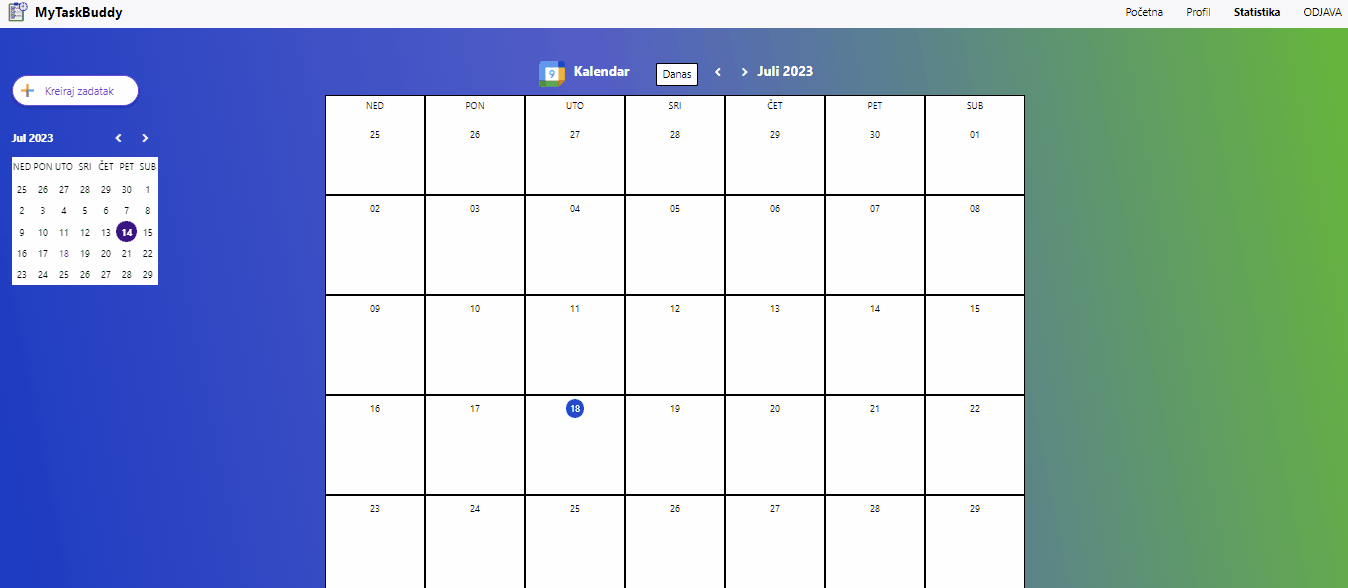 MyTaskBuddy
Početna Profil Statistika ODJAVA
Kreiraj zadatak
Jul 2023
NED PON UTO SRI ČET PET SUB
25 26 27 28 29 30 1
2 3 4 5 6 7 8
9 10 11 12 13 14 15
16 17 18 19 20 21 22
23 24 25 26 27 28 29
9 Kalendar Danas Juli 2023
NED PON UTO SRI ČET PET SUB
25 26 27 28 29 30 01
02 03 04 05 06 07 08
09 10 11 12 13 14 15
16 17 18 19 20 21 22
23 24 25 26 27 28 29